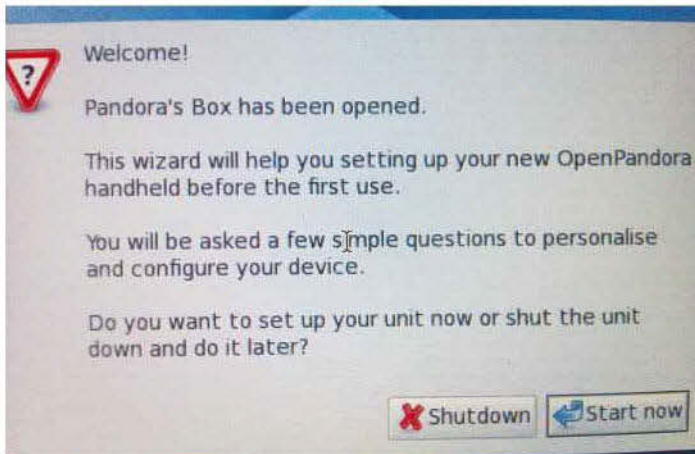 ?
Welcome!
Pandora's Box has been opened.
This wizard will help you setting up your new OpenPandora
handheld before the first use.
You will be asked a few simple questions to personalise
and configure your device.
Do you want to set up your unit now or shut the unit
down and do it later?
Shutdown
Start now